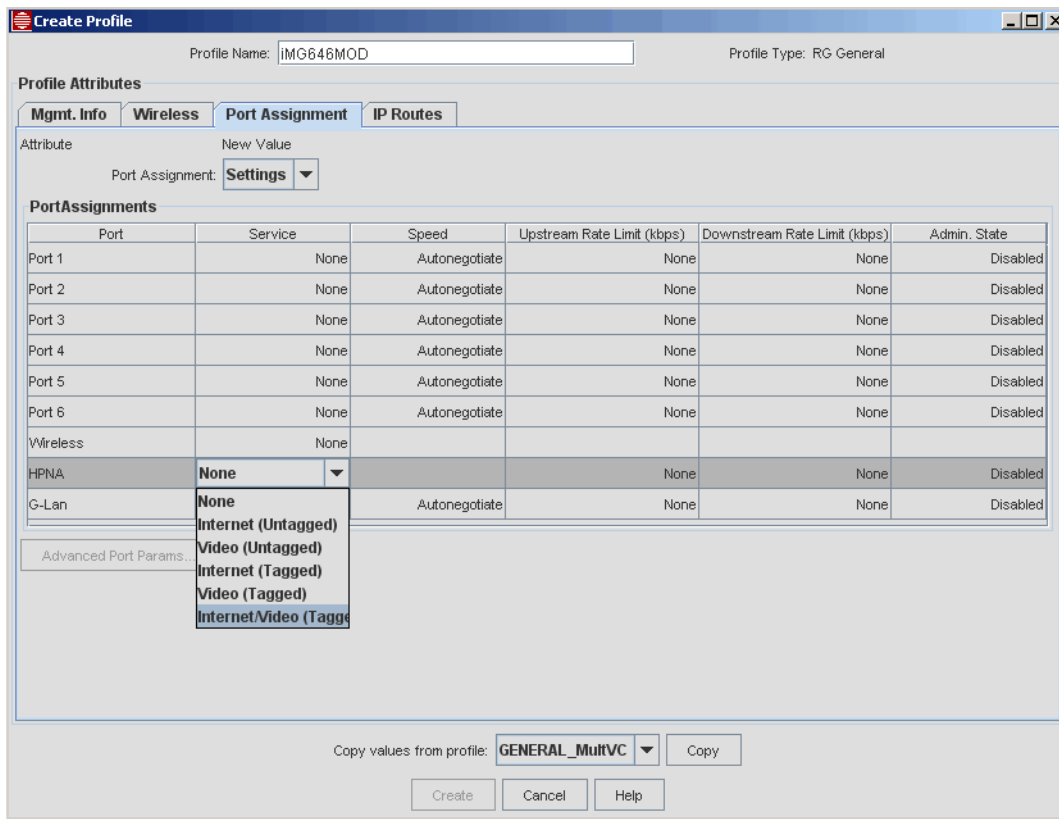 Create Profile
Profile Name: iMG646MOD Profile Type: RG General
Profile Attributes
Mgmt. Info Wireless Port Assignment IP Routes
Attribute New Value
Port Assignment: Settings
PortAssignments
Port Service Speed Upstream Rate Limit (kbps) Downstream Rate Limit (kbps) Admin. State
Port 1 None Autonegotiate None None Disabled
Port 2 None Autonegotiate None None Disabled
Port 3 None Autonegotiate None None Disabled
Port 4 None Autonegotiate None None Disabled
Port 5 None Autonegotiate None None Disabled
Port 6 None Autonegotiate None None Disabled
Wireless None
HPNA None None None Disabled
G-Lan Autonegotiate None None Disabled
None
Internet (Untagged)
Video (Untagged)
Internet (Tagged)
Video (Tagged)
Internet/Video (Tagge
Advanced Port Params...
Copy values from profile: GENERAL_MultVC Copy
Create Cancel Help